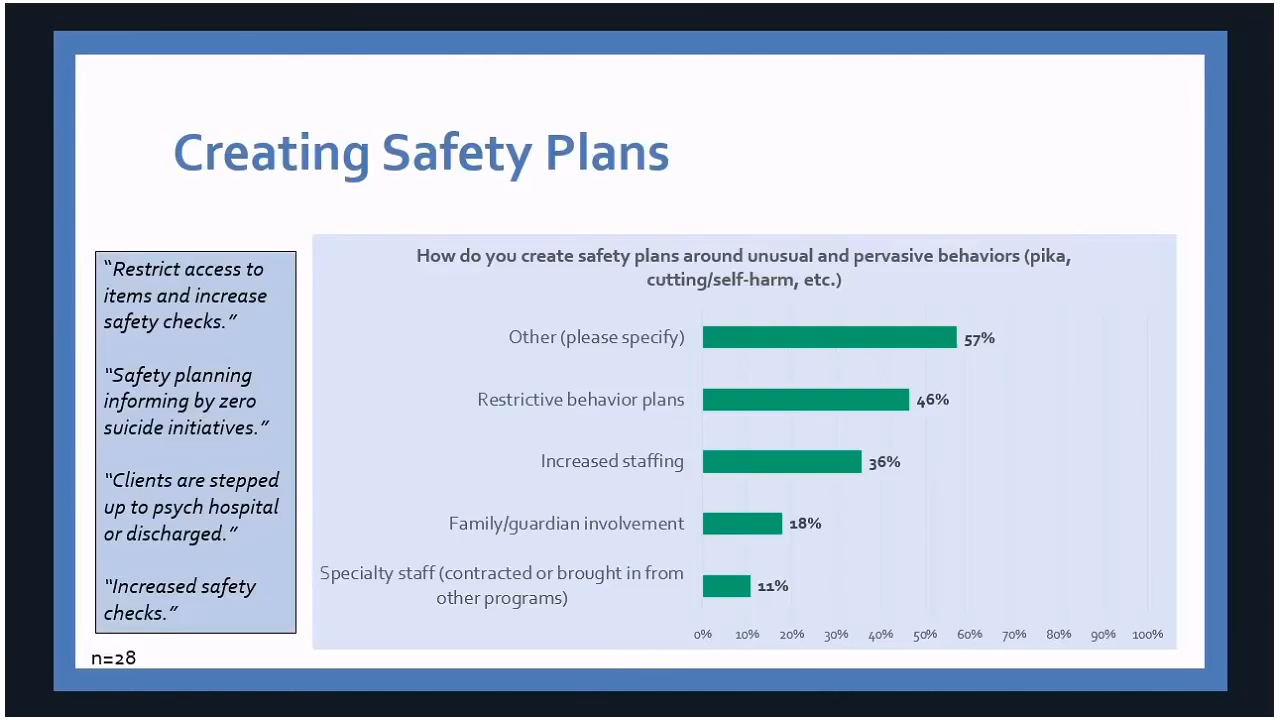 Creating Safety Plans
“Restrict access to
items and increase
safety checks.”
“Safety planning
informing by zero
suicide initiatives.”
“Clients are stepped
up to psych hospital
or discharged.”
“Increased safety
checks.”
n=28
How do you create safety plans around unusual and pervasive behaviors (pika,
cutting/self-harm, etc.)
Other (please specify) 57%
Restrictive behavior plans 46%
Increased staffing 36%
Family/guardian involvement 18%
Specialty staff (contracted or brought in from
other programs) 11%
0% 10% 20% 30% 40% 50% 60% 70% 80% 90% 100%